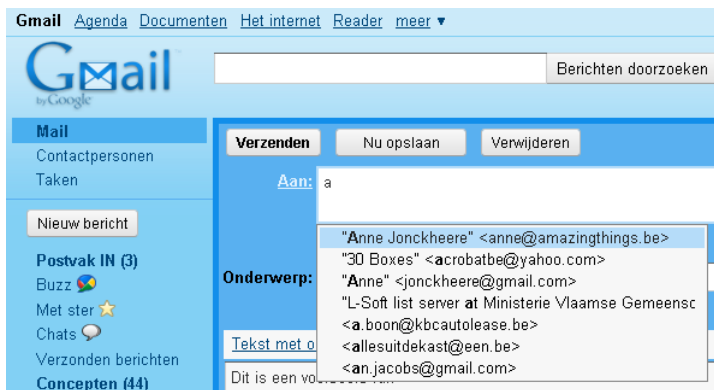 Gmail Agenda Documenten Het internet Reader meer ▼
Gmail
by Google
Berichten doorzoeken
Mail
Contactpersonen
Taken
Nieuw bericht
Postvak IN (3)
Buzz
Met ster
Chats
Verzonden berichten
Concepten (44)
Verzenden Nu opslaan Verwijderen
Aan: a
"Anne Jonckheere" <anne@amazingthings.be>
"30 Boxes" <acrobatbe@yahoo.com>
"Anne" <jonckheere@gmail.com>
"L-Soft list server at Ministerie Vlaamse Gemeensc
<a.boon@kbcautolease.be>
<allesuitdekast@een.be>
<an.jacobs@gmail.com>
Onderwerp:
Tekst met o
Dit is een